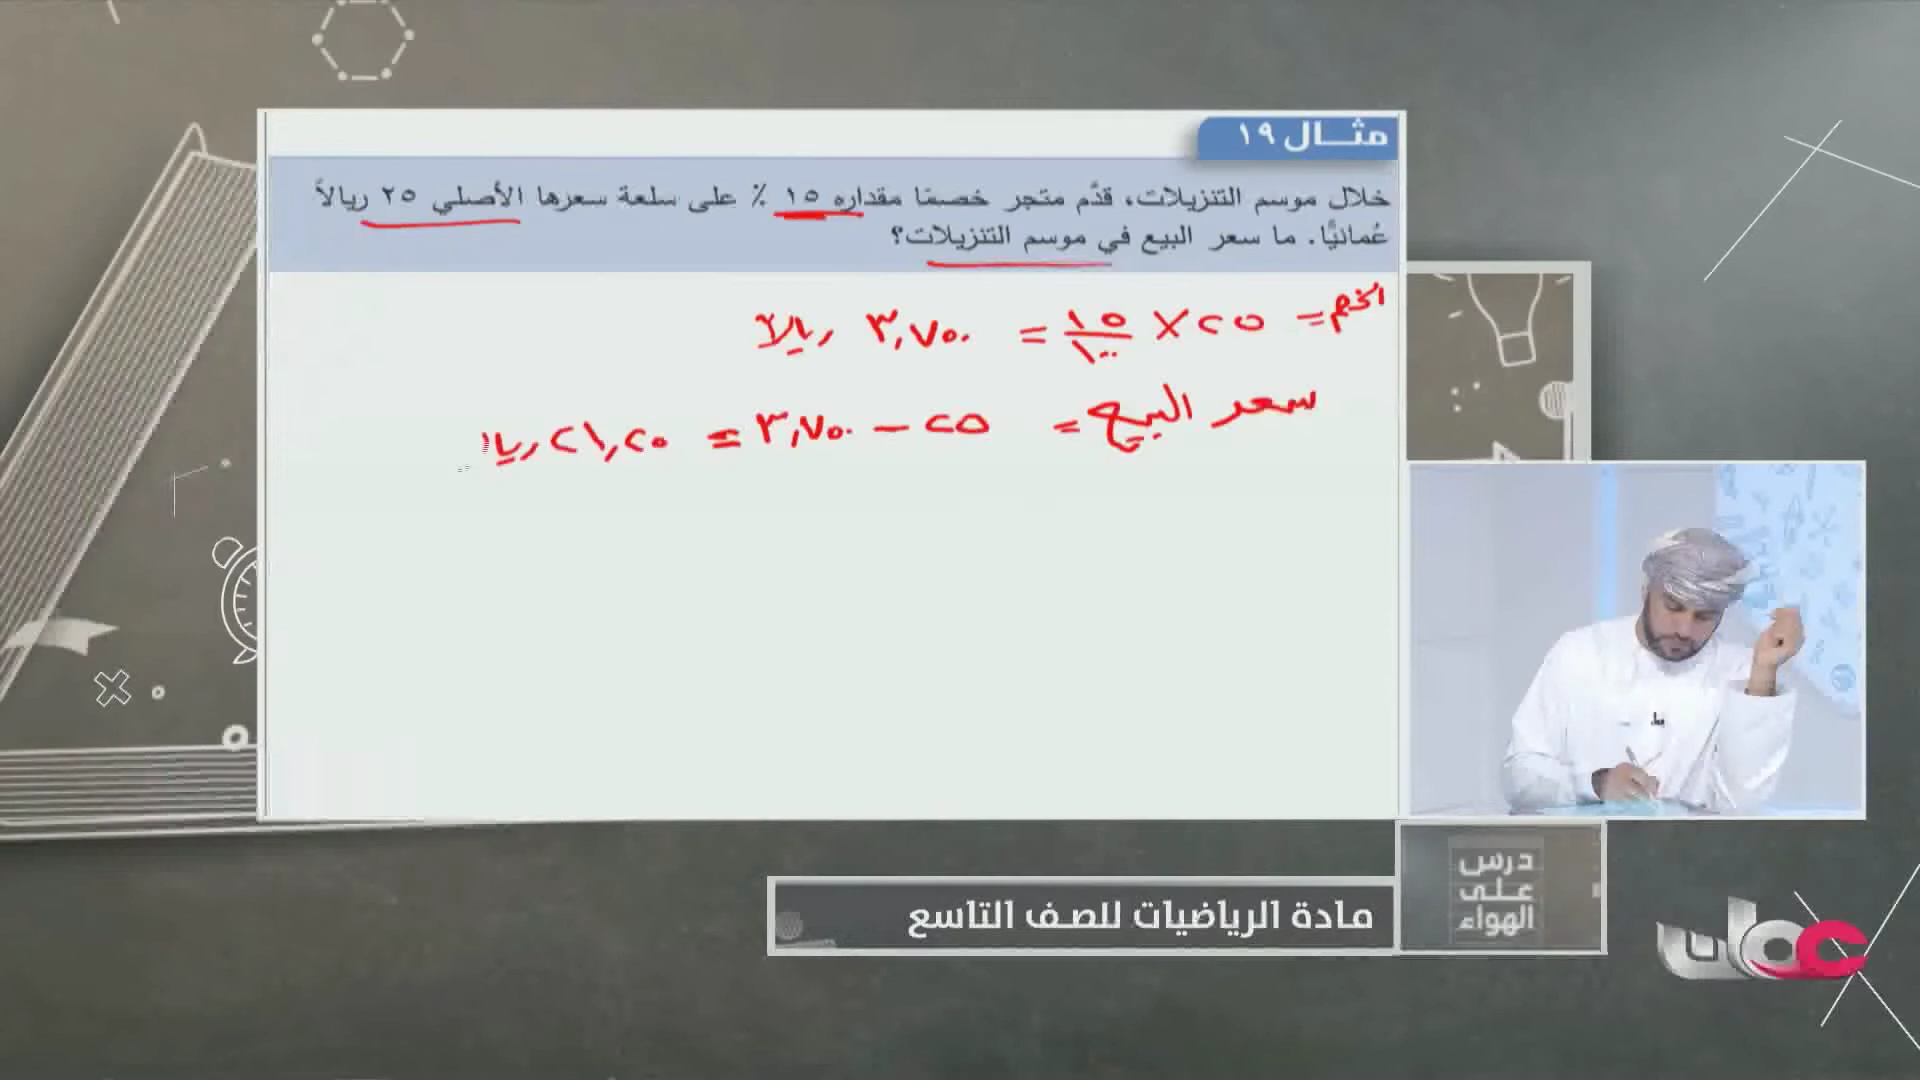 مثـــال ١٩
خلال موسم التنزيلات، قدَّم متجر خصمًا مقداره ١٥ ٪ على سلعة سعرها الأصلي ٢٥ ريالاً
عُمانيًّا. ما سعر البيع في موسم التنزيلات؟
الخصم = ٢٥ × ١٥/١٠٠ = ٣,٧٥٠ ريالاً
سعر البيع = ٢٥ − ٣,٧٥٠ = ٢١,٢٥ ريا
درس
على
الهواء
مادة الرياضيات للصف التاسع
عمان